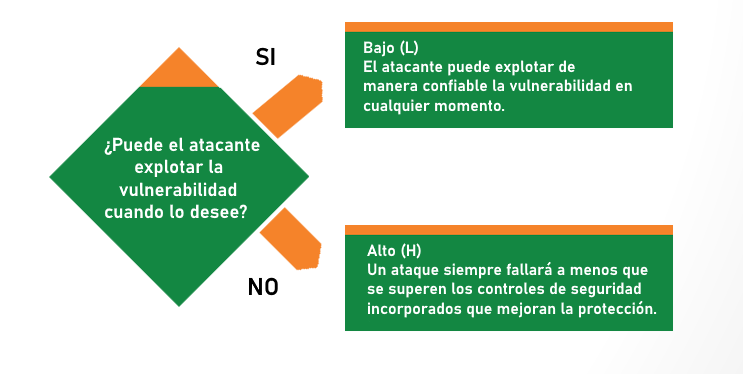 SI
¿Puede el atacante
explotar la
vulnerabilidad
cuando lo desee?
NO
Bajo (L)
El atacante puede explotar de
manera confiable la vulnerabilidad en
cualquier momento.
Alto (H)
Un ataque siempre fallará a menos que
se superen los controles de seguridad
incorporados que mejoran la protección.